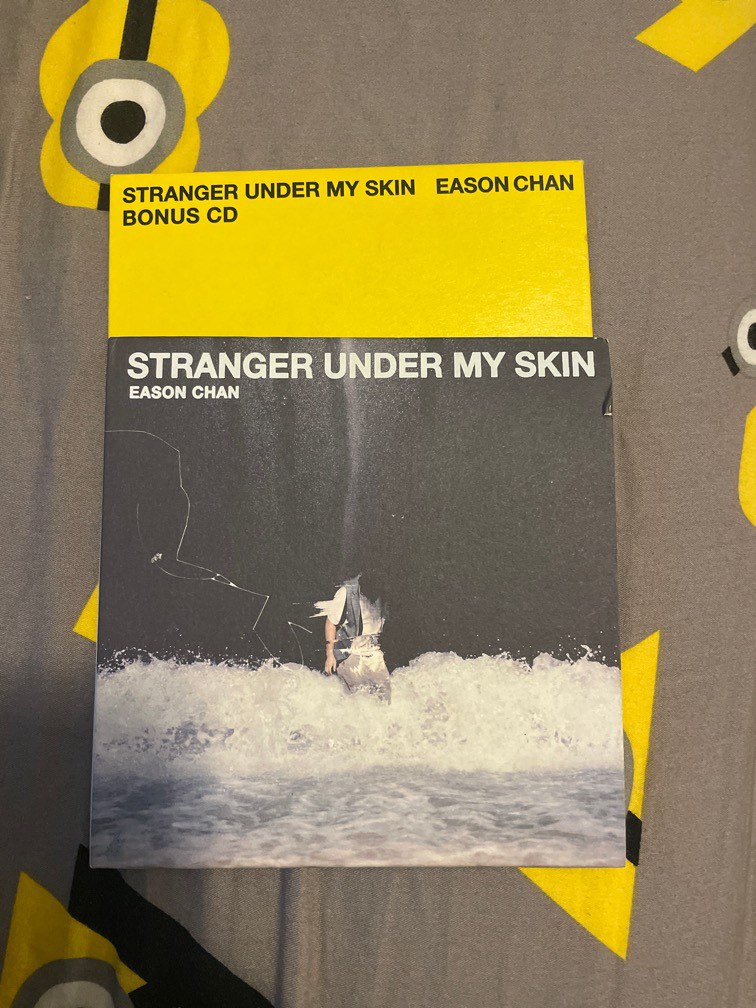 STRANGER UNDER MY SKIN EASON CHAN
BONUS CD
STRANGER UNDER MY SKIN
EASON CHAN